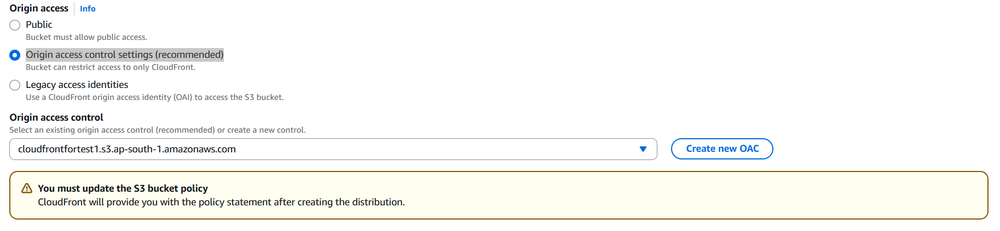 Origin access
Info
Public
Bucket must allow public access.
Origin access control settings (recommended)
Bucket can restrict access to only CloudFront.
Legacy access identities
Use a CloudFront origin access identity (OAI) to access the S3 bucket.
Origin access control
Select an existing origin access control (recommended) or create a new control.
cloudfrontfortest1.s3.ap-south-1.amazonaws.com
Create new OAC
You must update the S3 bucket policy
CloudFront will provide you with the policy statement after creating the distribution.